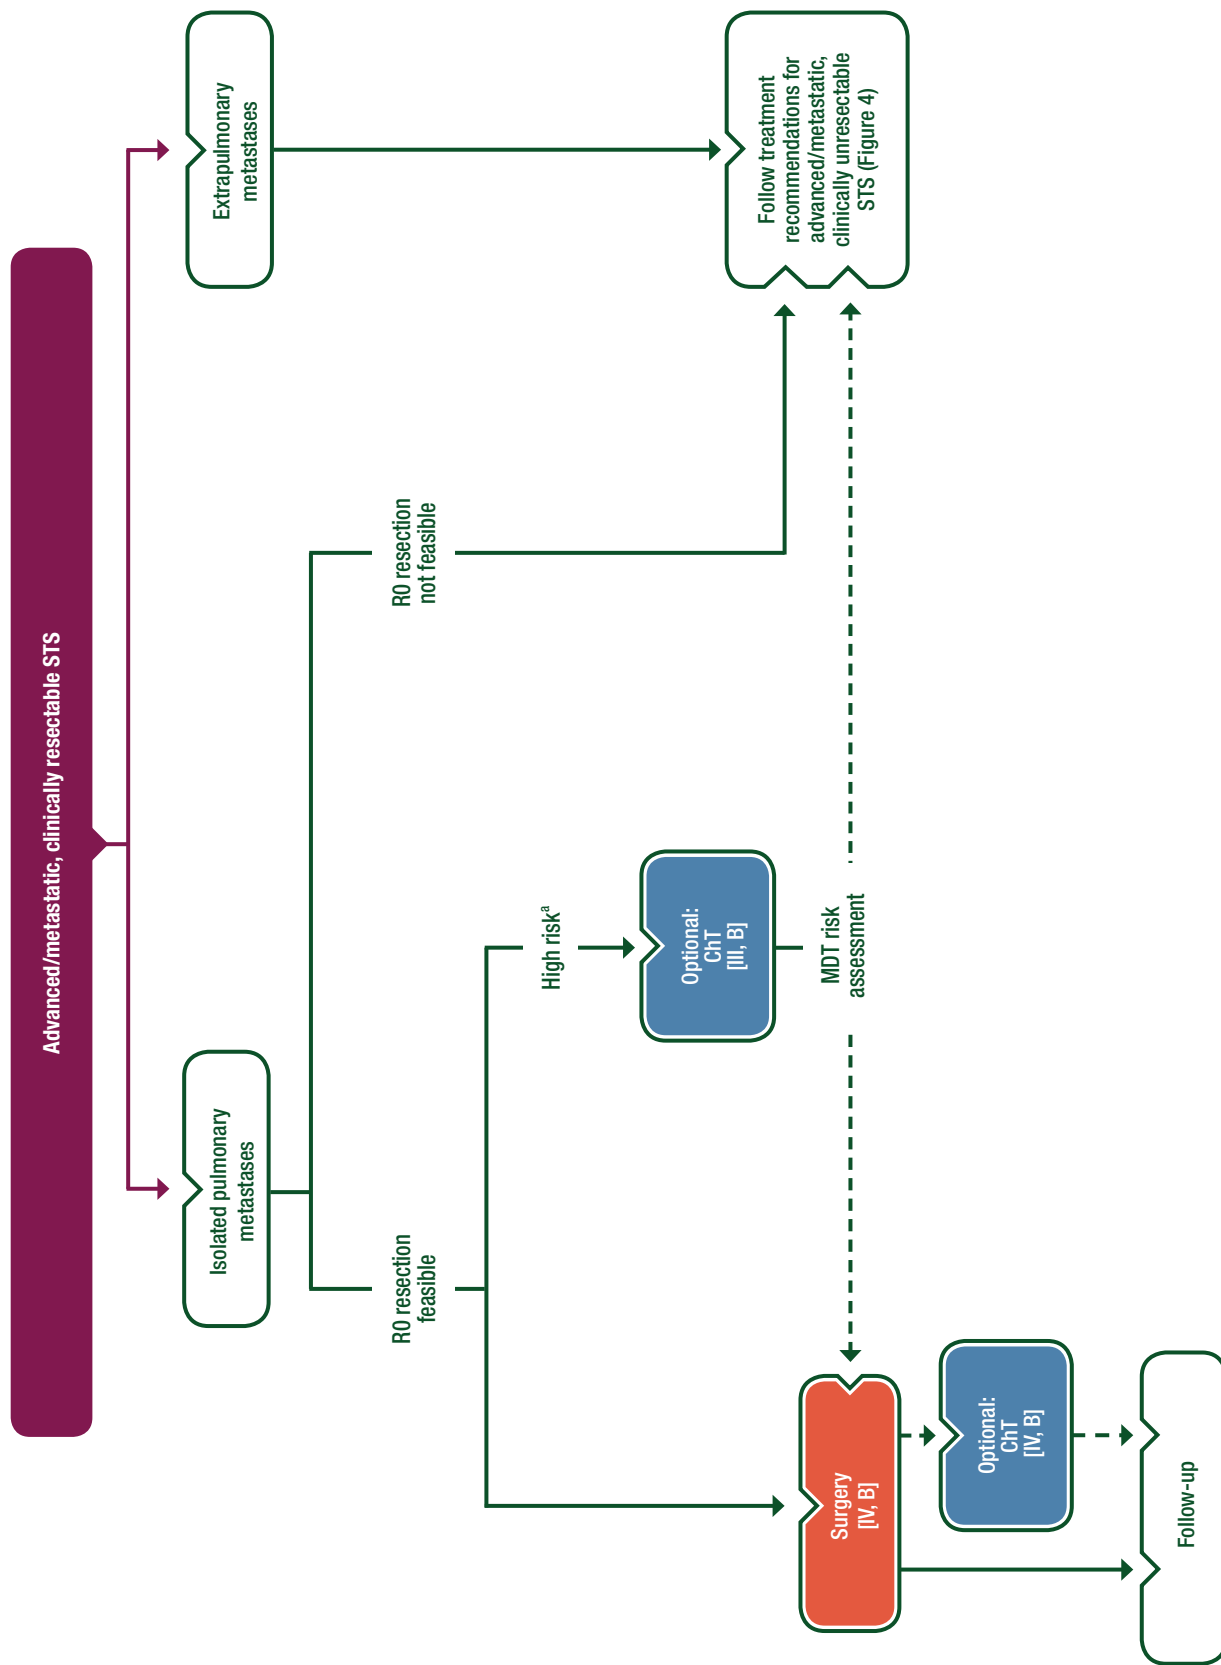 Advanced/metastatic, clinically resectable STS
Isolated pulmonary
metastases
Extrapulmonary
metastases
R0 resection
feasible
R0 resection
not feasible
High riskᵃ
Optional:
ChT
[III, B]
MDT risk
assessment
Surgery
[IV, B]
Follow treatment
recommendations for
advanced/metastatic,
clinically unresectable
STS (Figure 4)
Optional:
ChT
[IV, B]
Follow-up